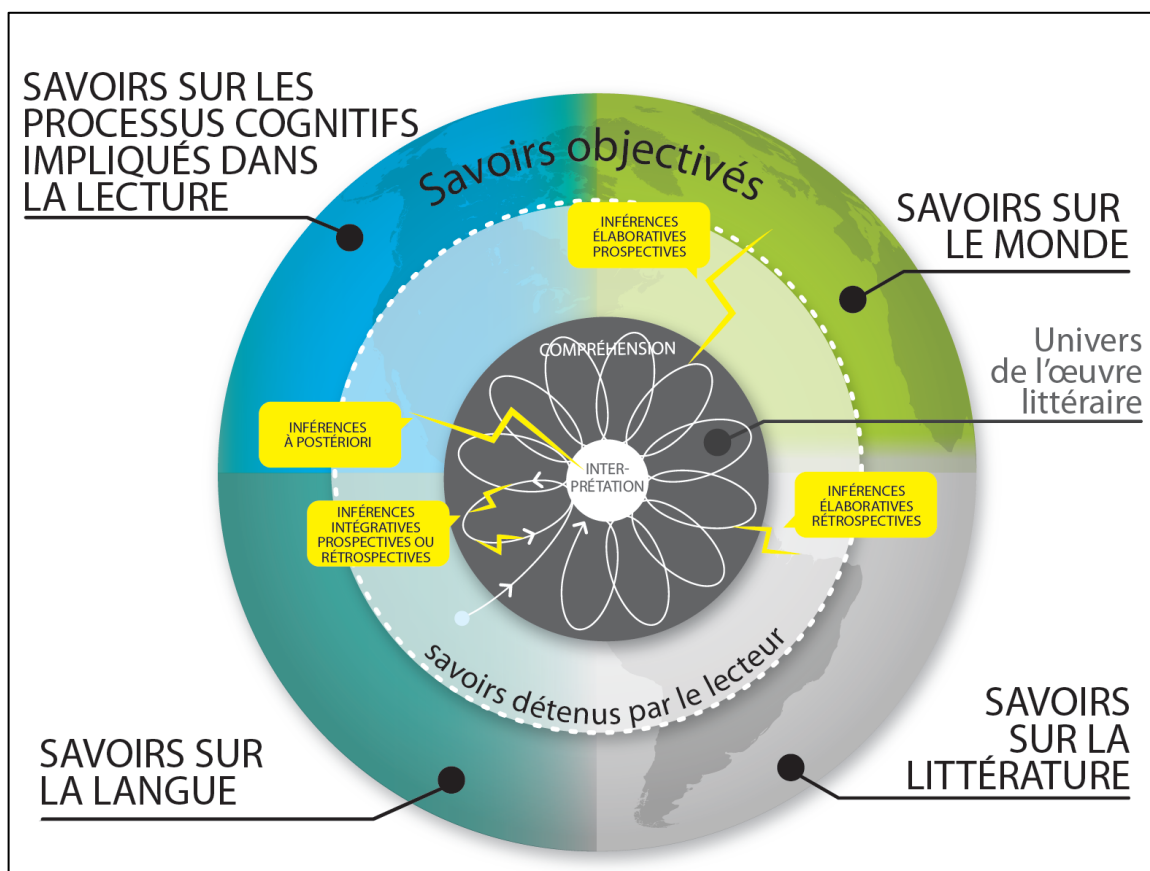 SAVOIRS SUR LES
PROCESSUS COGNITIFS
IMPLIQUÉS DANS
LA LECTURE
Savoirs objectivés
INFÉRENCES
ÉLABORATIVES
PROSPECTIVES
SAVOIRS SUR
LE MONDE
Univers
de l'œuvre
littéraire
COMPRÉHENSION
INFÉRENCES
À POSTÉRIORI
INTER-
PRÉTATION
INFÉRENCES
INTÉGRATIVES
PROSPECTIVES OU
RÉTROSPECTIVES
INFÉRENCES
ÉLABORATIVES
RÉTROSPECTIVES
savoirs détenus par le lecteur
SAVOIRS SUR
LA LANGUE
SAVOIRS
SUR LA
LITTÉRATURE